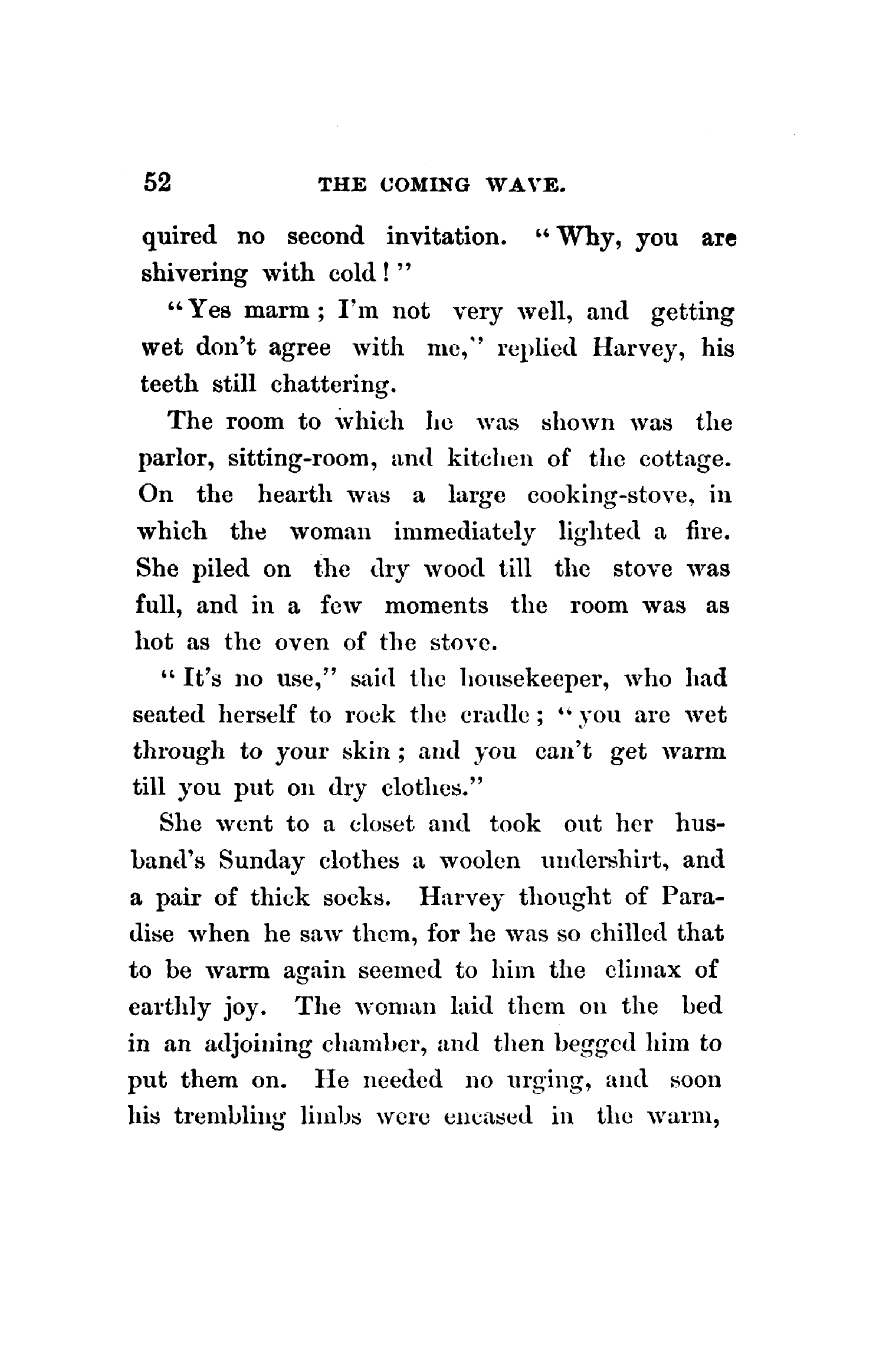 52 THE COMING WAVE.
quired no second invitation. “Why, you are
shivering with cold!”
“Yes marm; I'm not very well, and getting
wet don't agree with me,” replied Harvey, his
teeth still chattering.
The room to which he was shown was the
parlor, sitting-room, and kitchen of the cottage.
On the hearth was a large cooking-stove, in
which the woman immediately lighted a fire.
She piled on the dry wood till the stove was
full, and in a few moments the room was as
hot as the oven of the stove.
“It's no use,” said the housekeeper, who had
seated herself to rock the cradle; “you are wet
through to your skin; and you can't get warm
till you put on dry clothes.”
She went to a closet and took out her hus-
band's Sunday clothes a woolen undershirt, and
a pair of thick socks. Harvey thought of Para-
dise when he saw them, for he was so chilled that
to be warm again seemed to him the climax of
earthly joy. The woman laid them on the bed
in an adjoining chamber, and then begged him to
put them on. He needed no urging, and soon
his trembling limbs were encased in the warm,